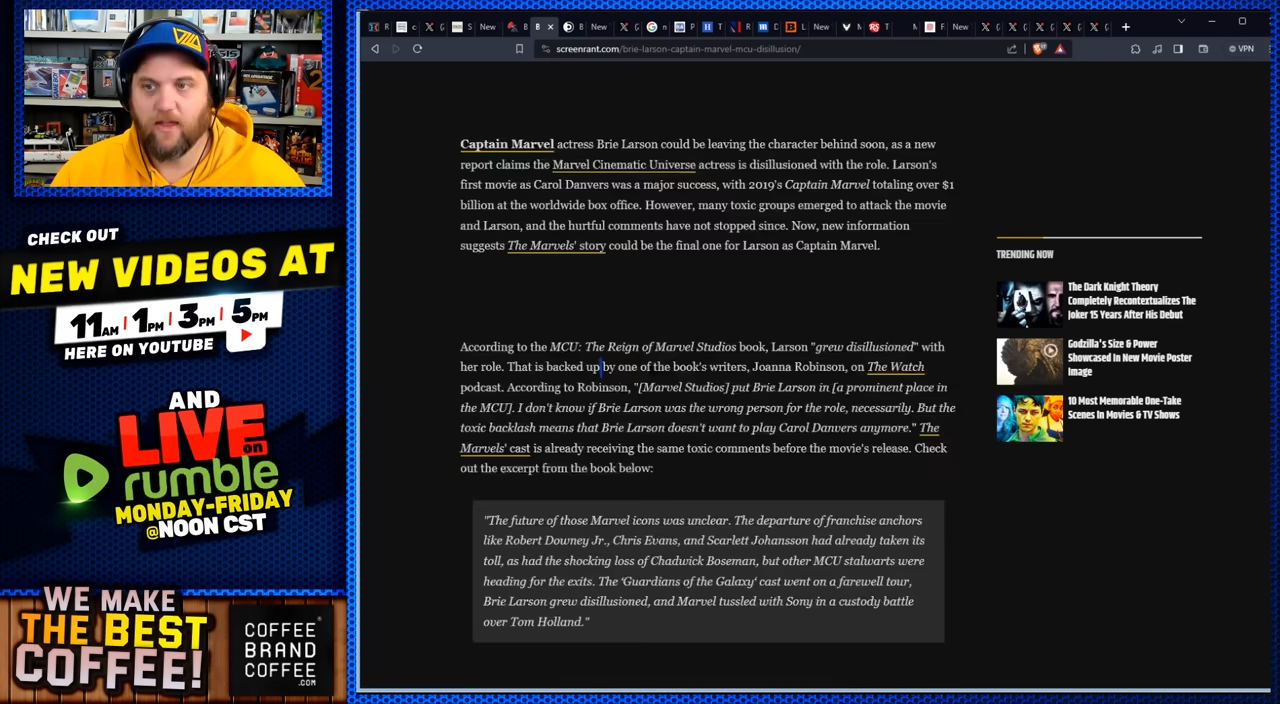 CHECK OUT
NEW VIDEOS AT
11AM | 1PM | 3PM | 5PM
HERE ON YOUTUBE
AND
LIVE
on
rumble
MONDAY-FRIDAY
@NOON CST
WE MAKE
THE BEST
COFFEE!
COFFEE
BRAND
COFFEE
.COM
New
New
New
New
New
screenrant.com/brie-larson-captain-marvel-mcu-disillusion/
VPN
Captain Marvel actress Brie Larson could be leaving the character behind soon, as a new
report claims the Marvel Cinematic Universe actress is disillusioned with the role. Larson's
first movie as Carol Danvers was a major success, with 2019's Captain Marvel totaling over $1
billion at the worldwide box office. However, many toxic groups emerged to attack the movie
and Larson, and the hurtful comments have not stopped since. Now, new information
suggests The Marvels' story could be the final one for Larson as Captain Marvel.
According to the MCU: The Reign of Marvel Studios book, Larson "grew disillusioned" with
her role. That is backed up by one of the book's writers, Joanna Robinson, on The Watch
podcast. According to Robinson, "[Marvel Studios] put Brie Larson in [a prominent place in
the MCU]. I don't know if Brie Larson was the wrong person for the role, necessarily. But the
toxic backlash means that Brie Larson doesn't want to play Carol Danvers anymore." The
Marvels' cast is already receiving the same toxic comments before the movie's release. Check
out the excerpt from the book below:
"The future of those Marvel icons was unclear. The departure of franchise anchors
like Robert Downey Jr., Chris Evans, and Scarlett Johansson had already taken its
toll, as had the shocking loss of Chadwick Boseman, but other MCU stalwarts were
heading for the exits. The 'Guardians of the Galaxy' cast went on a farewell tour,
Brie Larson grew disillusioned, and Marvel tussled with Sony in a custody battle
over Tom Holland."
TRENDING NOW
The Dark Knight Theory
Completely Recontextualizes The
Joker 15 Years After His Debut
Godzilla's Size & Power
Showcased In New Movie Poster
Image
10 Most Memorable One-Take
Scenes In Movies & TV Shows